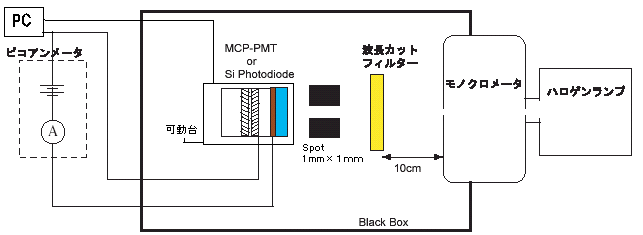 PC
ピコアンメータ
A
MCP-PMT
or
Si Photodiode
可動台
Spot
1mm×1mm
波長カット
フィルター
10cm
モノクロメータ
ハロゲンランプ
Black Box